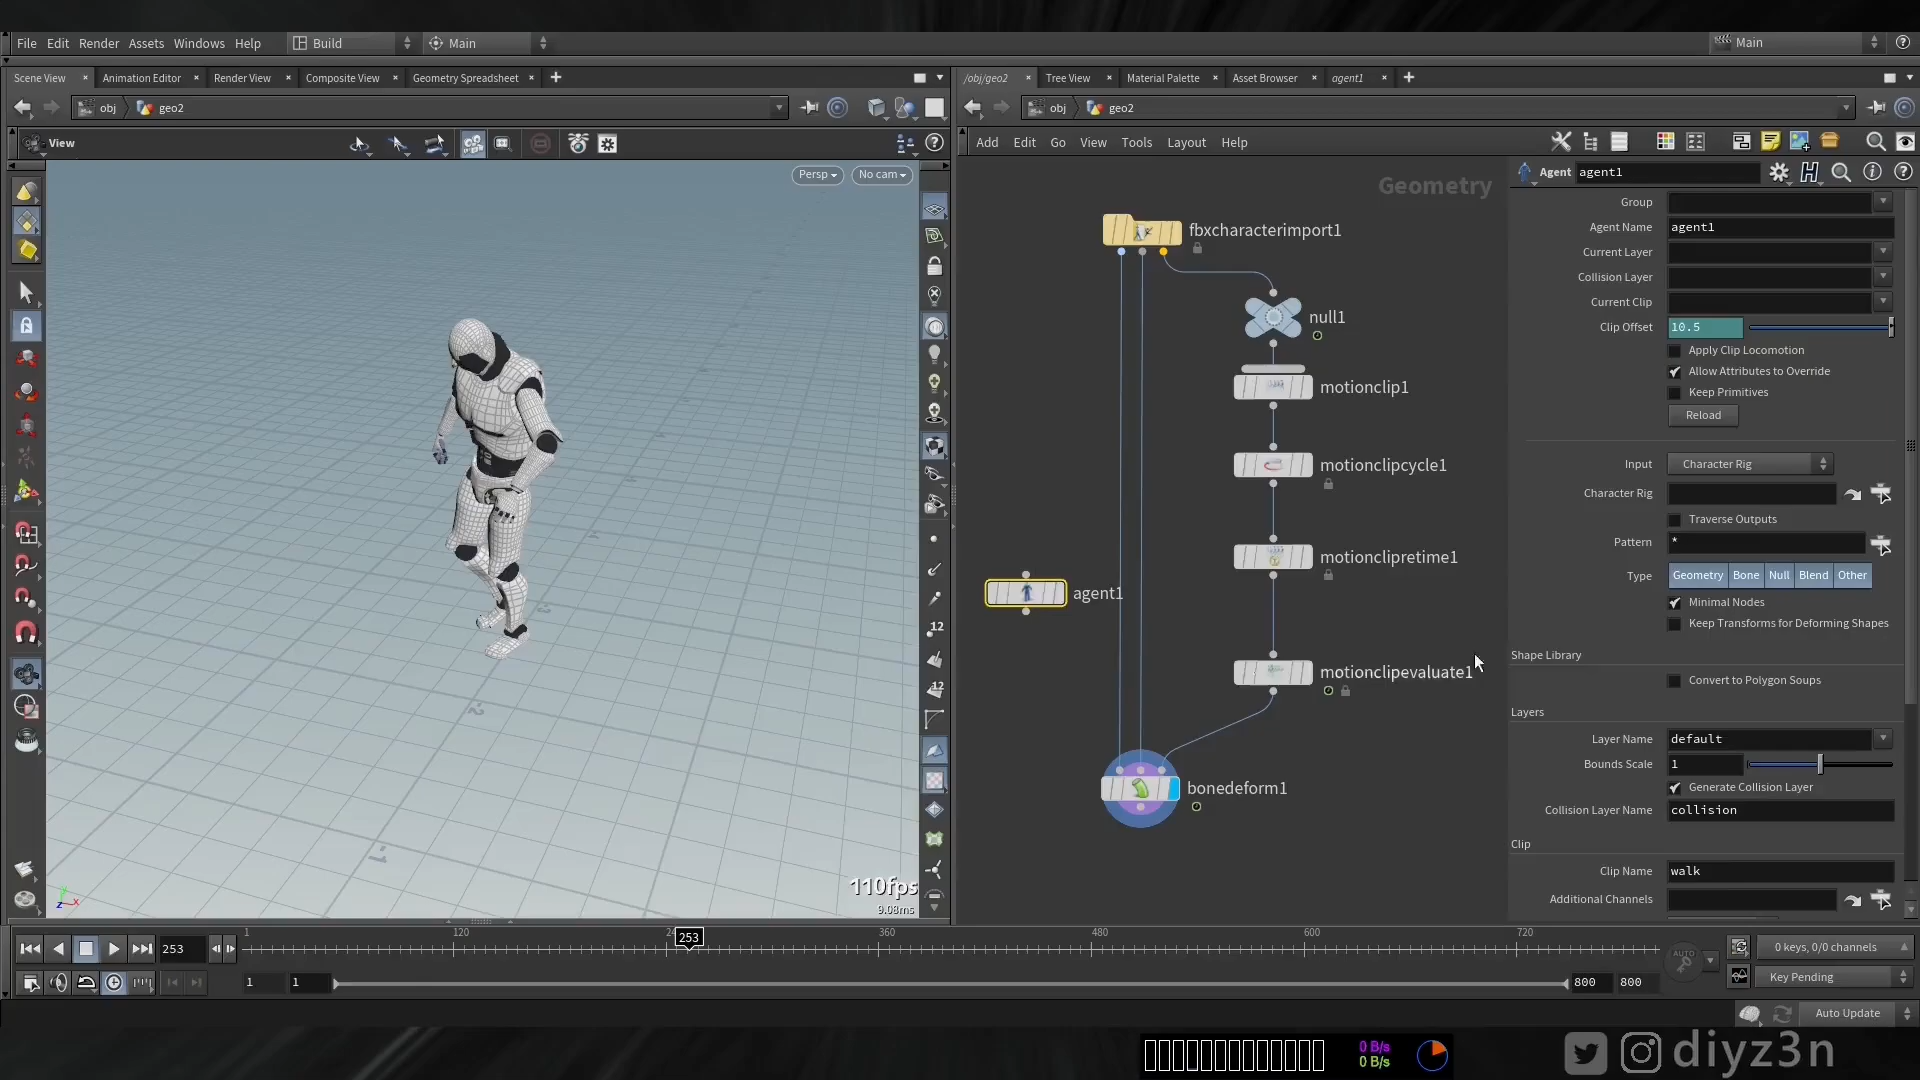 File Edit Render Assets Windows Help Build Main Main
Scene View Animation Editor Render View Composite View Geometry Spreadsheet
/obj/geo2 Tree View Material Palette Asset Browser agent1
obj geo2
obj geo2
View
Add Edit Go View Tools Layout Help
Persp No cam
Geometry
fbxcharacterimport1
null1
motionclip1
motionclipcycle1
motionclipretime1
agent1
motionclipevaluate1
bonedeform1
12
12
110fps
9.08ms
Agent agent1
Group
Agent Name agent1
Current Layer
Collision Layer
Current Clip
Clip Offset 10.5
Apply Clip Locomotion
Allow Attributes to Override
Keep Primitives
Reload
Input Character Rig
Character Rig
Traverse Outputs
Pattern *
Type Geometry Bone Null Blend Other
Minimal Nodes
Keep Transforms for Deforming Shapes
Shape Library
Convert to Polygon Soups
Layers
Layer Name default
Bounds Scale 1
Generate Collision Layer
Collision Layer Name collision
Clip
Clip Name walk
Additional Channels
253 1 120 253 360 480 600 720
AUTO
0 keys, 0/0 channels
1 1 800 800
Key Pending
Auto Update
0 B/s
0 B/s
diyz3n